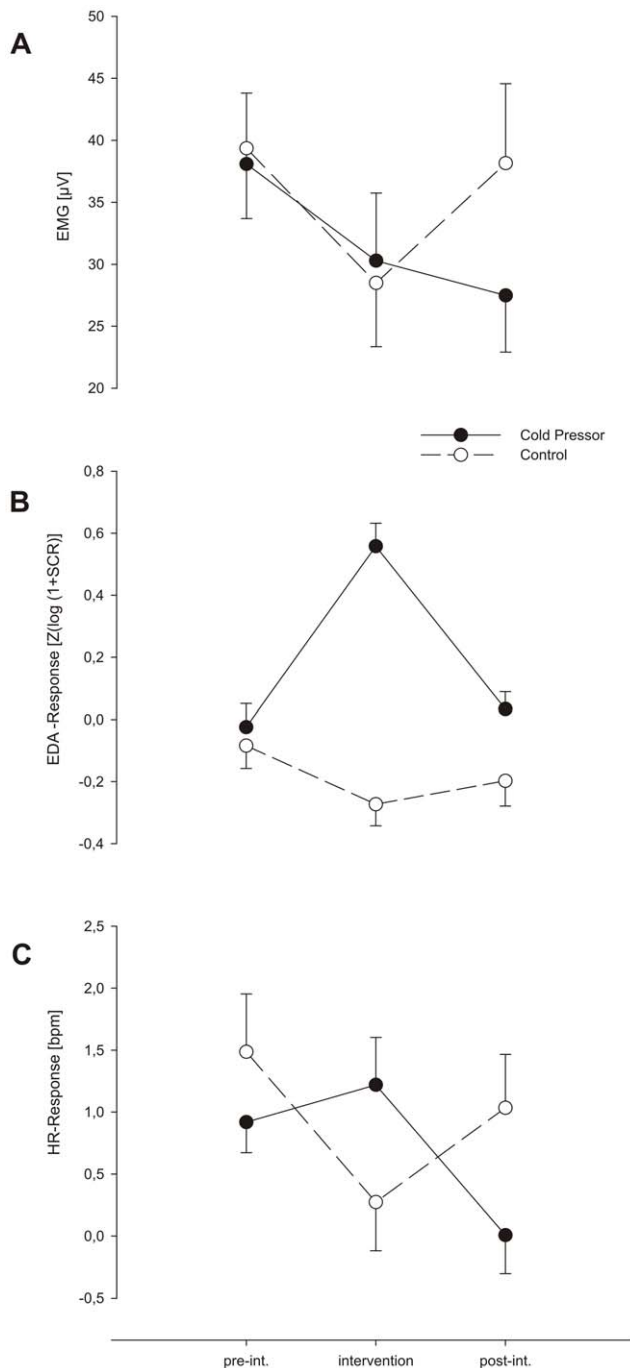 A
50
45
40
35
30
25
20
EMG [µV]
Cold Pressor
Control
B
0,8
0,6
0,4
0,2
0,0
-0,2
-0,4
EDA -Response [Z(log (1+SCR)]
C
2,5
2,0
1,5
1,0
0,5
0,0
-0,5
HR-Response [bpm]
pre-int. intervention post-int.